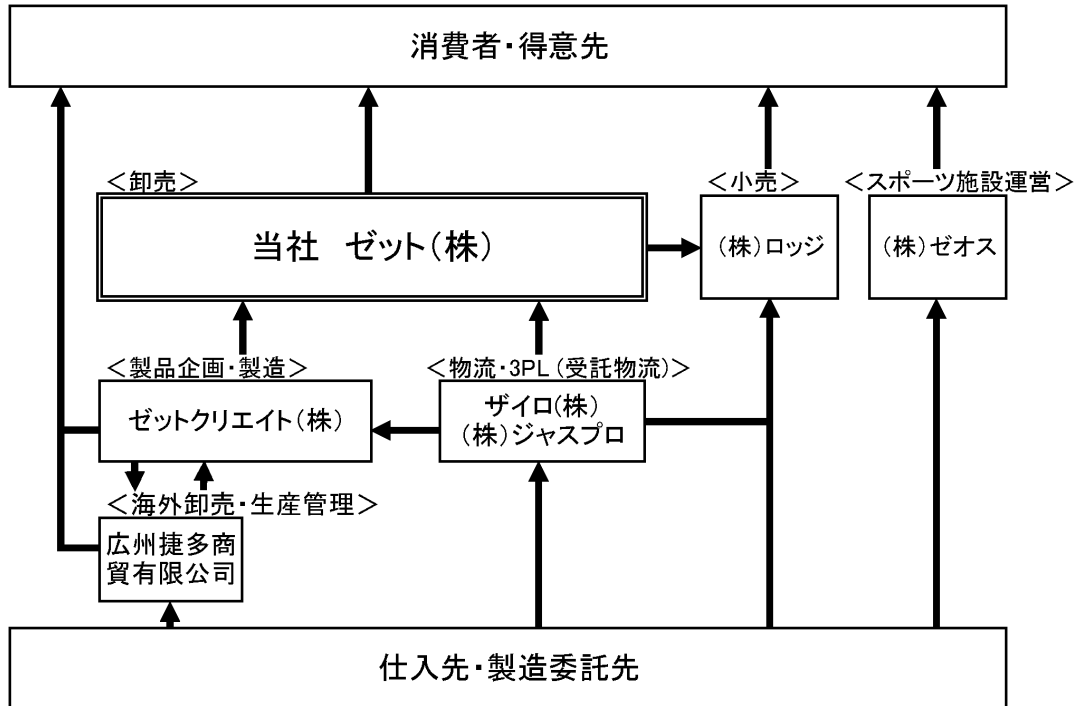 消費者・得意先
＜卸売＞
＜小売＞
＜スポーツ施設運営＞
当社　ゼット（株）
（株）ロッジ
（株）ゼオス
＜製品企画・製造＞
＜物流・3PL（受託物流）＞
ゼットクリエイト（株）
ザイロ（株）
（株）ジャスプロ
＜海外卸売・生産管理＞
広州捷多商
貿有限公司
仕入先・製造委託先